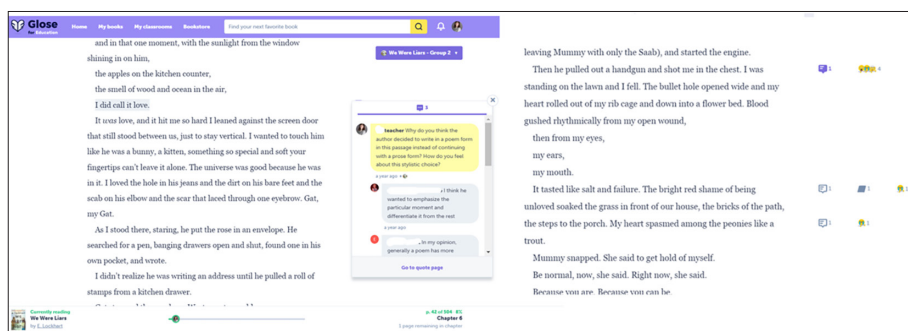 Glose
for Education
Home My books My classrooms Bookstore
Find your next favorite book
We Were Liars - Group 2
and in that one moment, with the sunlight from the window
shining in on him,
the apples on the kitchen counter,
the smell of wood and ocean in the air,
I did call it love.
It was love, and it hit me so hard I leaned against the screen door
that still stood between us, just to stay vertical. I wanted to touch him
like he was a bunny, a kitten, something so special and soft your
fingertips can't leave it alone. The universe was good because he was
in it. I loved the hole in his jeans and the dirt on his bare feet and the
scab on his elbow and the scar that laced through one eyebrow. Gat,
my Gat.
As I stood there, staring, he put the rose in an envelope. He
searched for a pen, banging drawers open and shut, found one in his
own pocket, and wrote.
I didn't realize he was writing an address until he pulled a roll of
stamps from a kitchen drawer.
5
teacher Why do you think the
author decided to write in a poem form
in this passage instead of continuing
with a prose form? How do you feel
about this stylistic choice?
a year ago
I think he
wanted to emphasize the
particular moment and
differentiate it from the rest
a year ago
In my opinion,
generally a poem has more
Go to quote page
Currently reading
We Were Liars
by E. Lockhart
p. 42 of 584
Chapter 6
1 page remaining in chapter
leaving Mummy with only the Saab), and started the engine.
Then he pulled out a handgun and shot me in the chest. I was
standing on the lawn and I fell. The bullet hole opened wide and my
heart rolled out of my rib cage and down into a flower bed. Blood
gushed rhythmically from my open wound,
then from my eyes,
my ears,
my mouth.
It tasted like salt and failure. The bright red shame of being
unloved soaked the grass in front of our house, the bricks of the path,
the steps to the porch. My heart spasmed among the peonies like a
trout.
Mummy snapped. She said to get hold of myself.
Be normal, now, she said. Right now, she said.
Because you are. Because you can be.